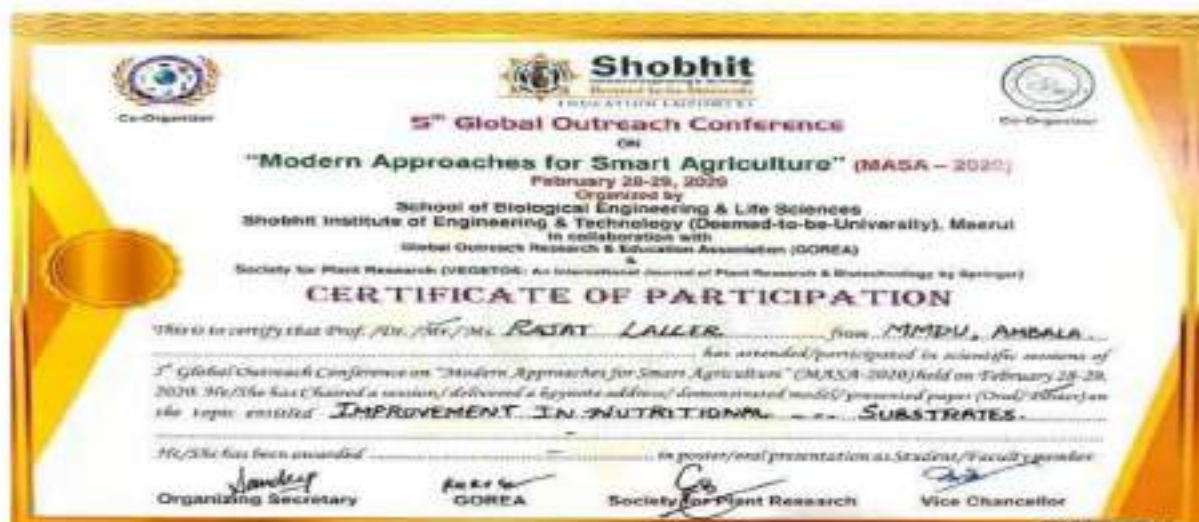 Shobhit
EDUCATION EMPOWERS
Co-Organizer
Co-Organizer
5th Global Outreach Conference
ON
"Modern Approaches for Smart Agriculture" (MASA – 2020)
February 28-29, 2020
Organized by
School of Biological Engineering & Life Sciences
Shobhit Institute of Engineering & Technology (Deemed-to-be-University), Meerut
in collaboration with
Global Outreach Research & Education Association (GOREA)
&
Society for Plant Research (VEGETOS: An International Journal of Plant Research & Biotechnology by Springer)
CERTIFICATE OF PARTICIPATION
This is to certify that Prof. /Dr. /Mr./Ms. RAJAT LALLER from MMDU, AMBALA.
has attended/participated in scientific sessions of
5th Global Outreach Conference on "Modern Approaches for Smart Agriculture" (MASA-2020) held on February 28-29,
2020. He/She has Chaired a session/ delivered a keynote address/ demonstrated model/ presented paper (Oral/ Poster) on
the topic entitled IMPROVEMENT IN NUTRITIONAL --- SUBSTRATES.
He/She has been awarded - in poster/oral presentation as Student/Faculty member
Organizing Secretary GOREA Society for Plant Research Vice Chancellor